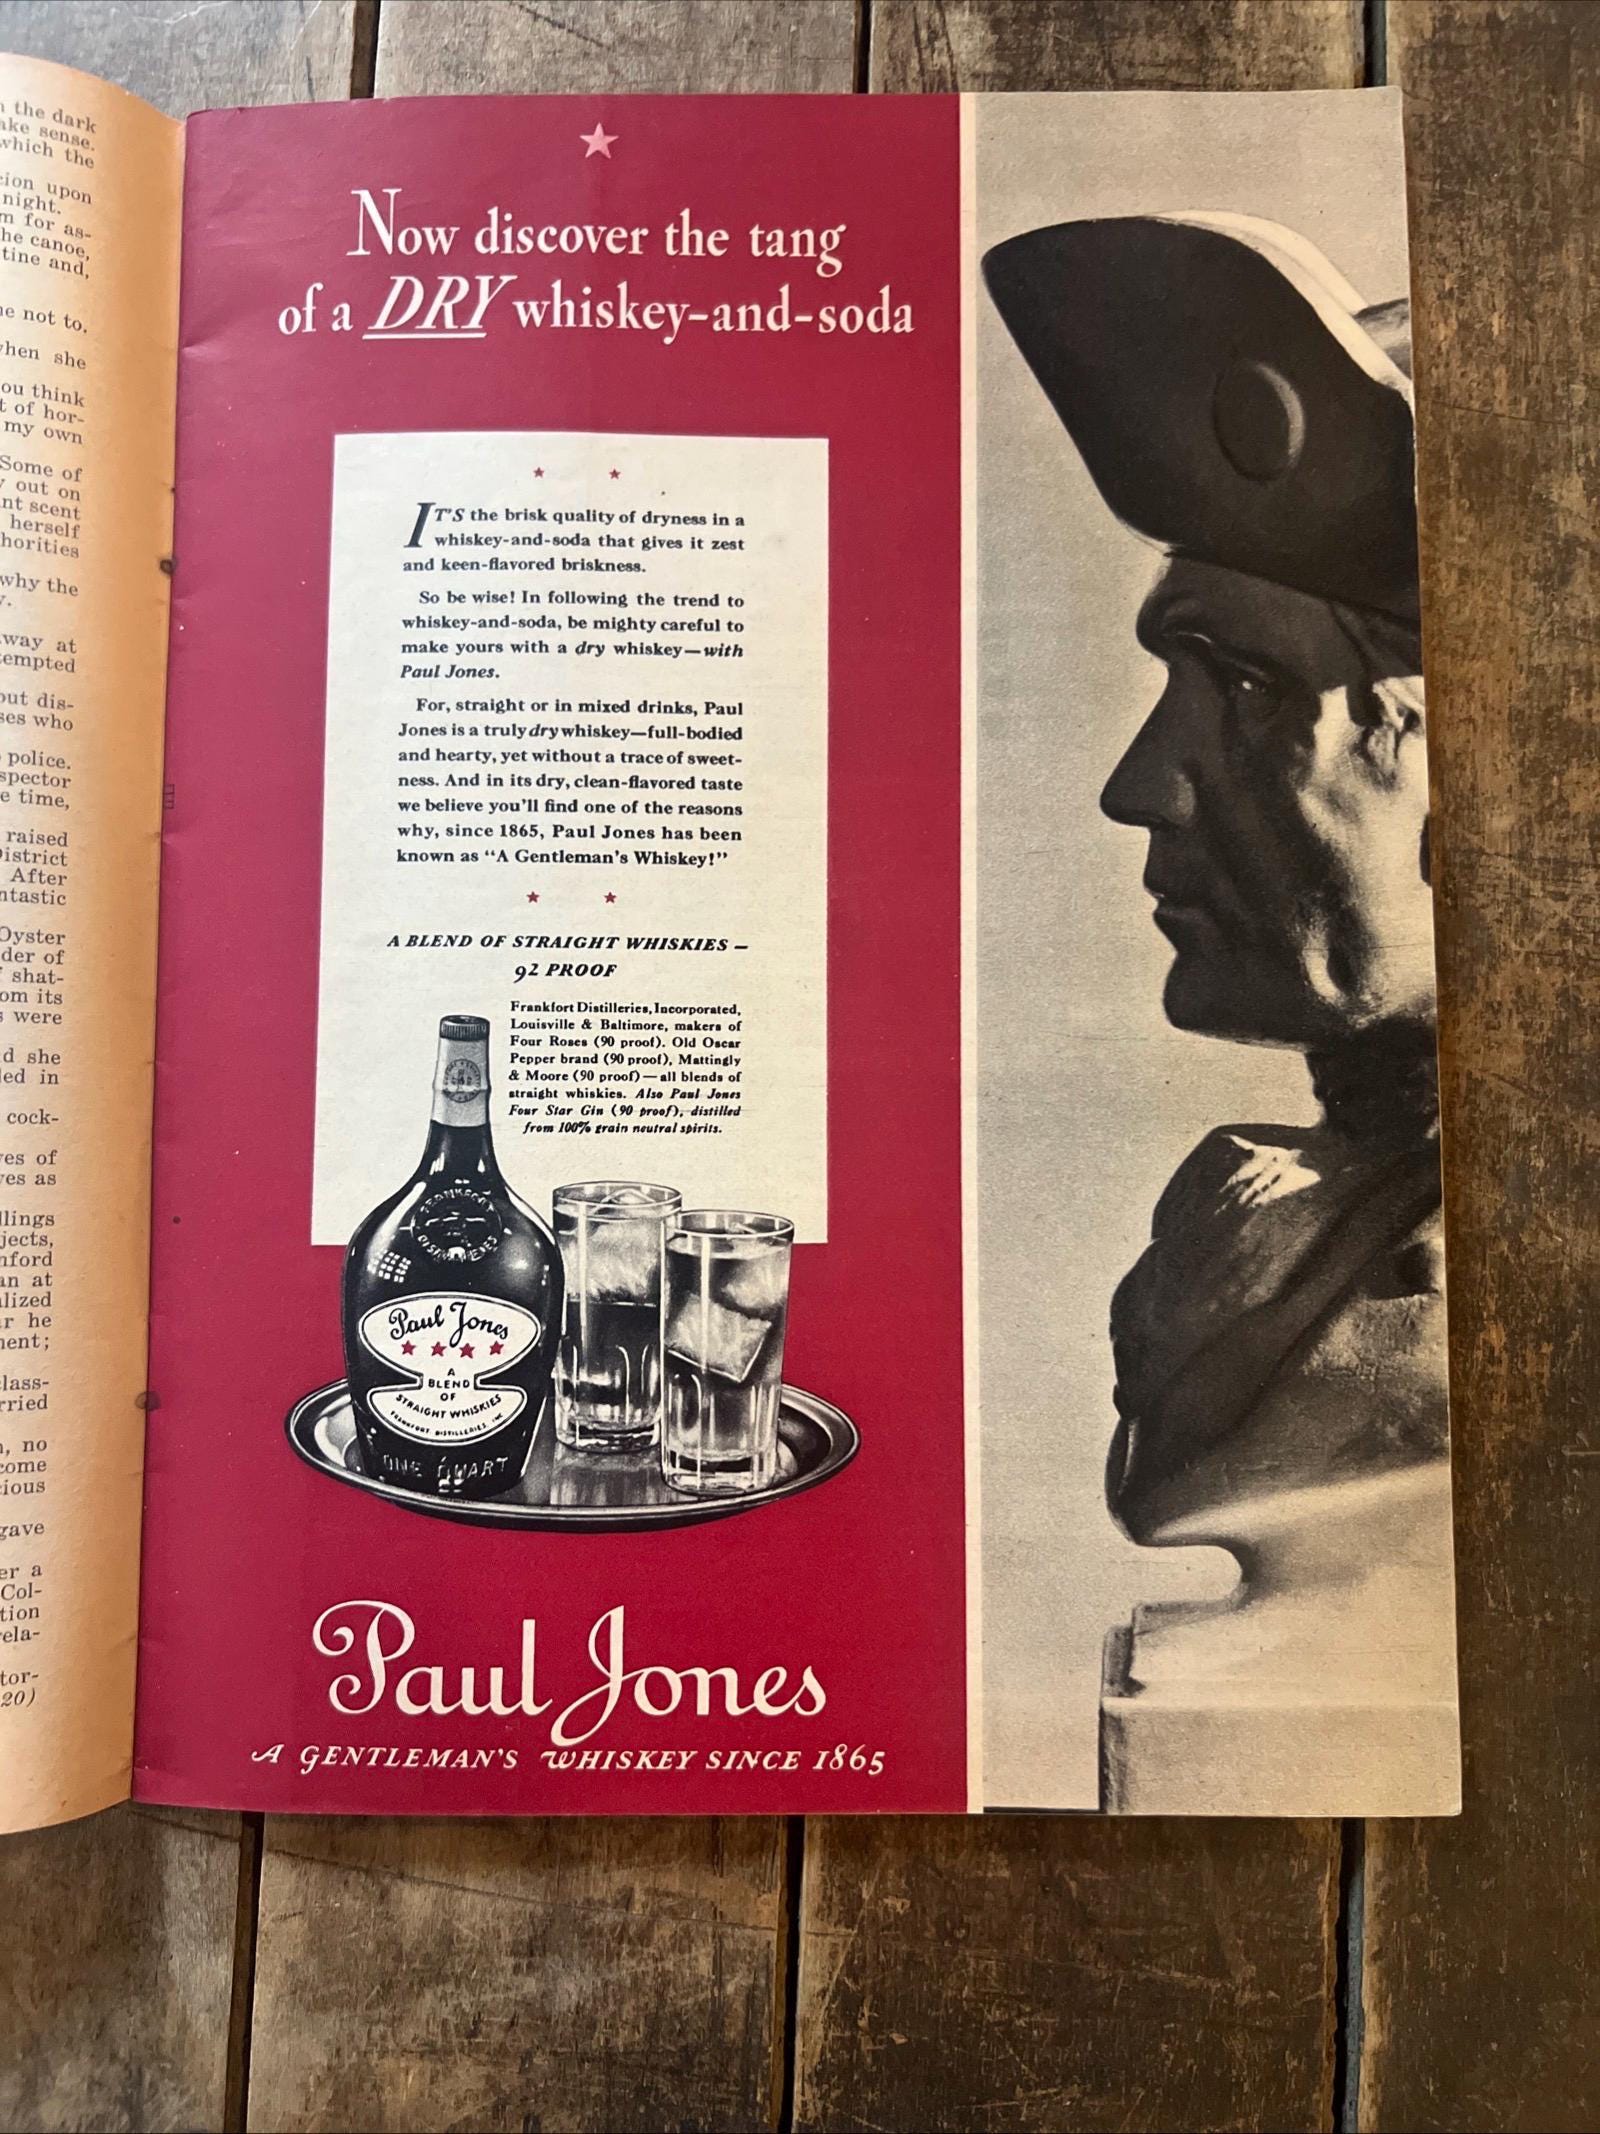 n the dark
ake sense.
which the
cion upon
night.
m for as-
he canoe,
tine and,
ne not to.
when she
ou think
t of hor-
my own
Some of
y out on
nt scent
herself
horities
why the
y.
way at
tempted
out dis-
ses who
police.
spector
e time,
raised
District
After
ntastic
Oyster
der of
shat-
om its
s were
d she
led in
cock-
ves of
ves as
llings
jects,
nford
an at
alized
r he
ment;
class-
rried
n, no
come
cious
gave
er a
Col-
tion
rela-
tor-
20)
Now discover the tang
of a DRY whiskey-and-soda
IT'S the brisk quality of dryness in a
whiskey-and-soda that gives it zest
and keen-flavored briskness.
So be wise! In following the trend to
whiskey-and-soda, be mighty careful to
make yours with a dry whiskey—with
Paul Jones.
For, straight or in mixed drinks, Paul
Jones is a truly dry whiskey—full-bodied
and hearty, yet without a trace of sweet-
ness. And in its dry, clean-flavored taste
we believe you'll find one of the reasons
why, since 1865, Paul Jones has been
known as "A Gentleman's Whiskey!"
A BLEND OF STRAIGHT WHISKIES —
92 PROOF
Frankfort Distilleries, Incorporated,
Louisville & Baltimore, makers of
Four Roses (90 proof). Old Oscar
Pepper brand (90 proof), Mattingly
& Moore (90 proof)—all blends of
straight whiskies. Also Paul Jones
Four Star Gin (90 proof), distilled
from 100% grain neutral spirits.
FRANKFORT
DISTILLERIES
Paul Jones
A
BLEND
OF
STRAIGHT WHISKIES
FRANKFORT DISTILLERIES, INC.
ONE QUART
Paul Jones
A GENTLEMAN'S WHISKEY SINCE 1865